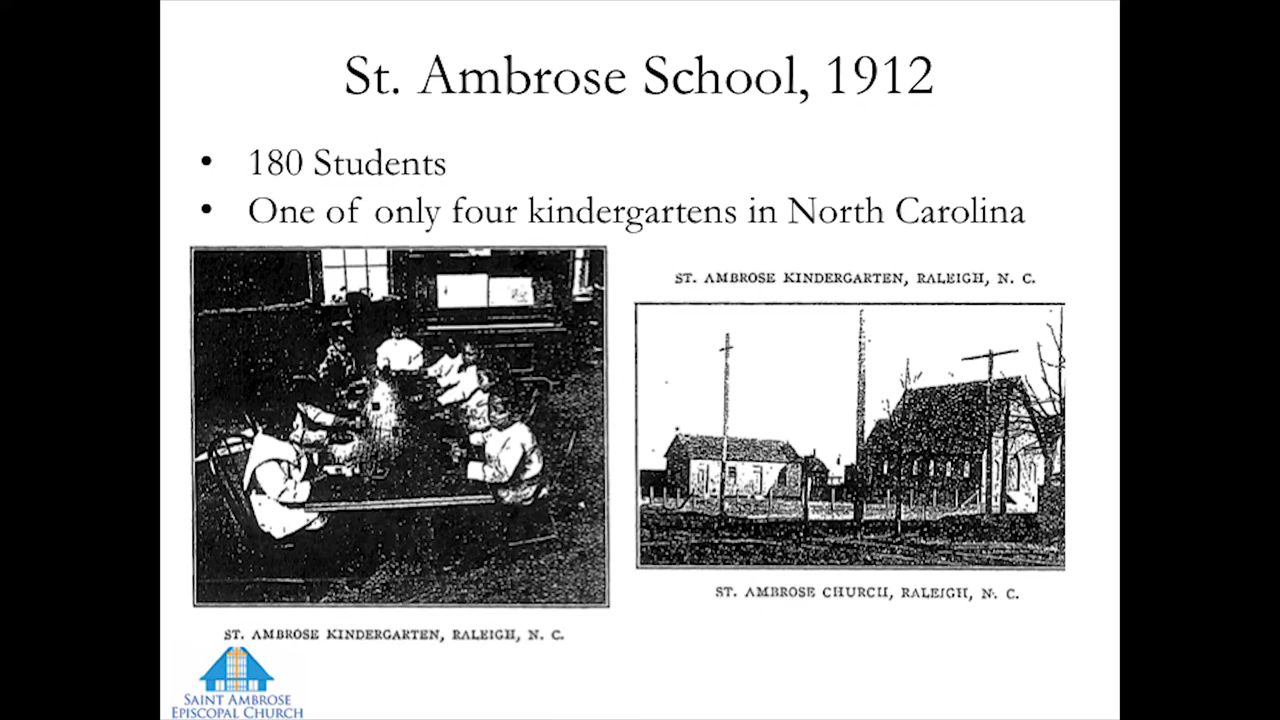 St. Ambrose School, 1912
• 180 Students
• One of only four kindergartens in North Carolina
ST. AMBROSE KINDERGARTEN, RALEIGH, N. C.
ST. AMBROSE KINDERGARTEN, RALEIGH, N. C.
ST. AMBROSE CHURCH, RALEIGH, N. C.
SAINT AMBROSE
EPISCOPAL CHURCH